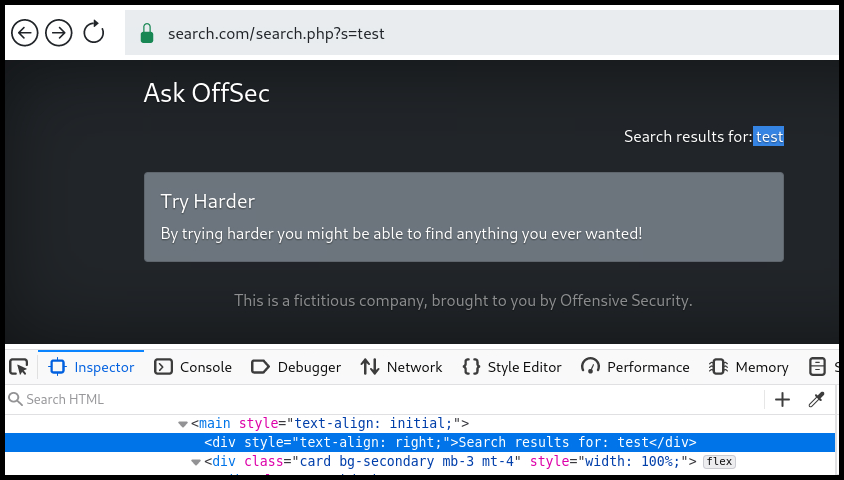 search.com/search.php?s=test
Ask OffSec
Search results for: test
Try Harder
By trying harder you might be able to find anything you ever wanted!
This is a fictitious company, brought to you by Offensive Security.
Inspector Console Debugger Network Style Editor Performance Memory S
Search HTML
<main style="text-align: initial;">
<div style="text-align: right;">Search results for: test</div>
<div class="card bg-secondary mb-3 mt-4" style="width: 100%;"> flex